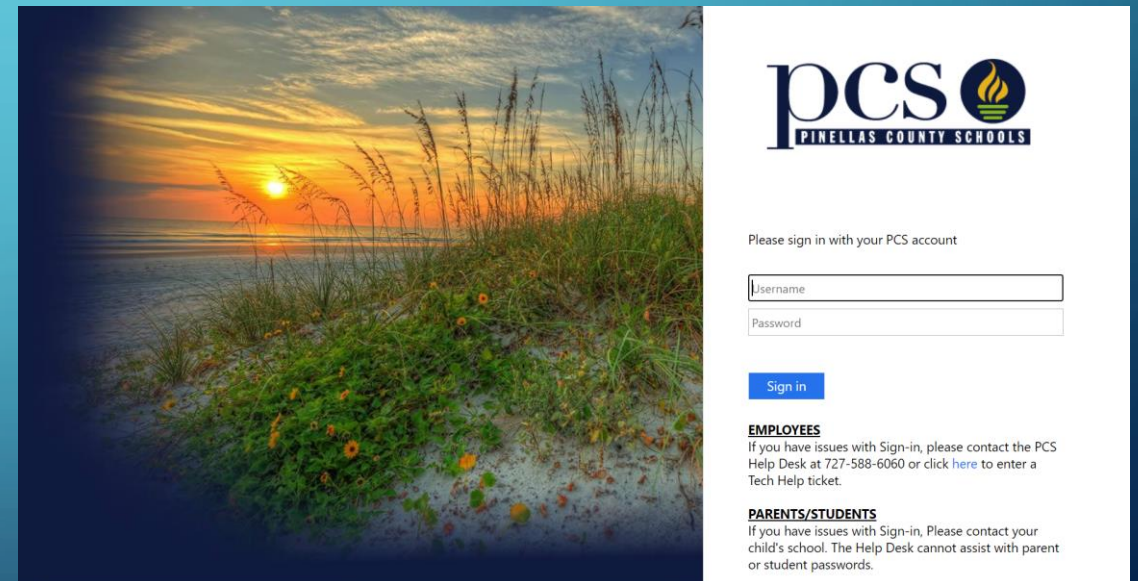 pcs
PINELLAS COUNTY SCHOOLS
Please sign in with your PCS account
Username
Password
Sign in
EMPLOYEES
If you have issues with Sign-in, please contact the PCS
Help Desk at 727-588-6060 or click here to enter a
Tech Help ticket.
PARENTS/STUDENTS
If you have issues with Sign-in, Please contact your
child's school. The Help Desk cannot assist with parent
or student passwords.